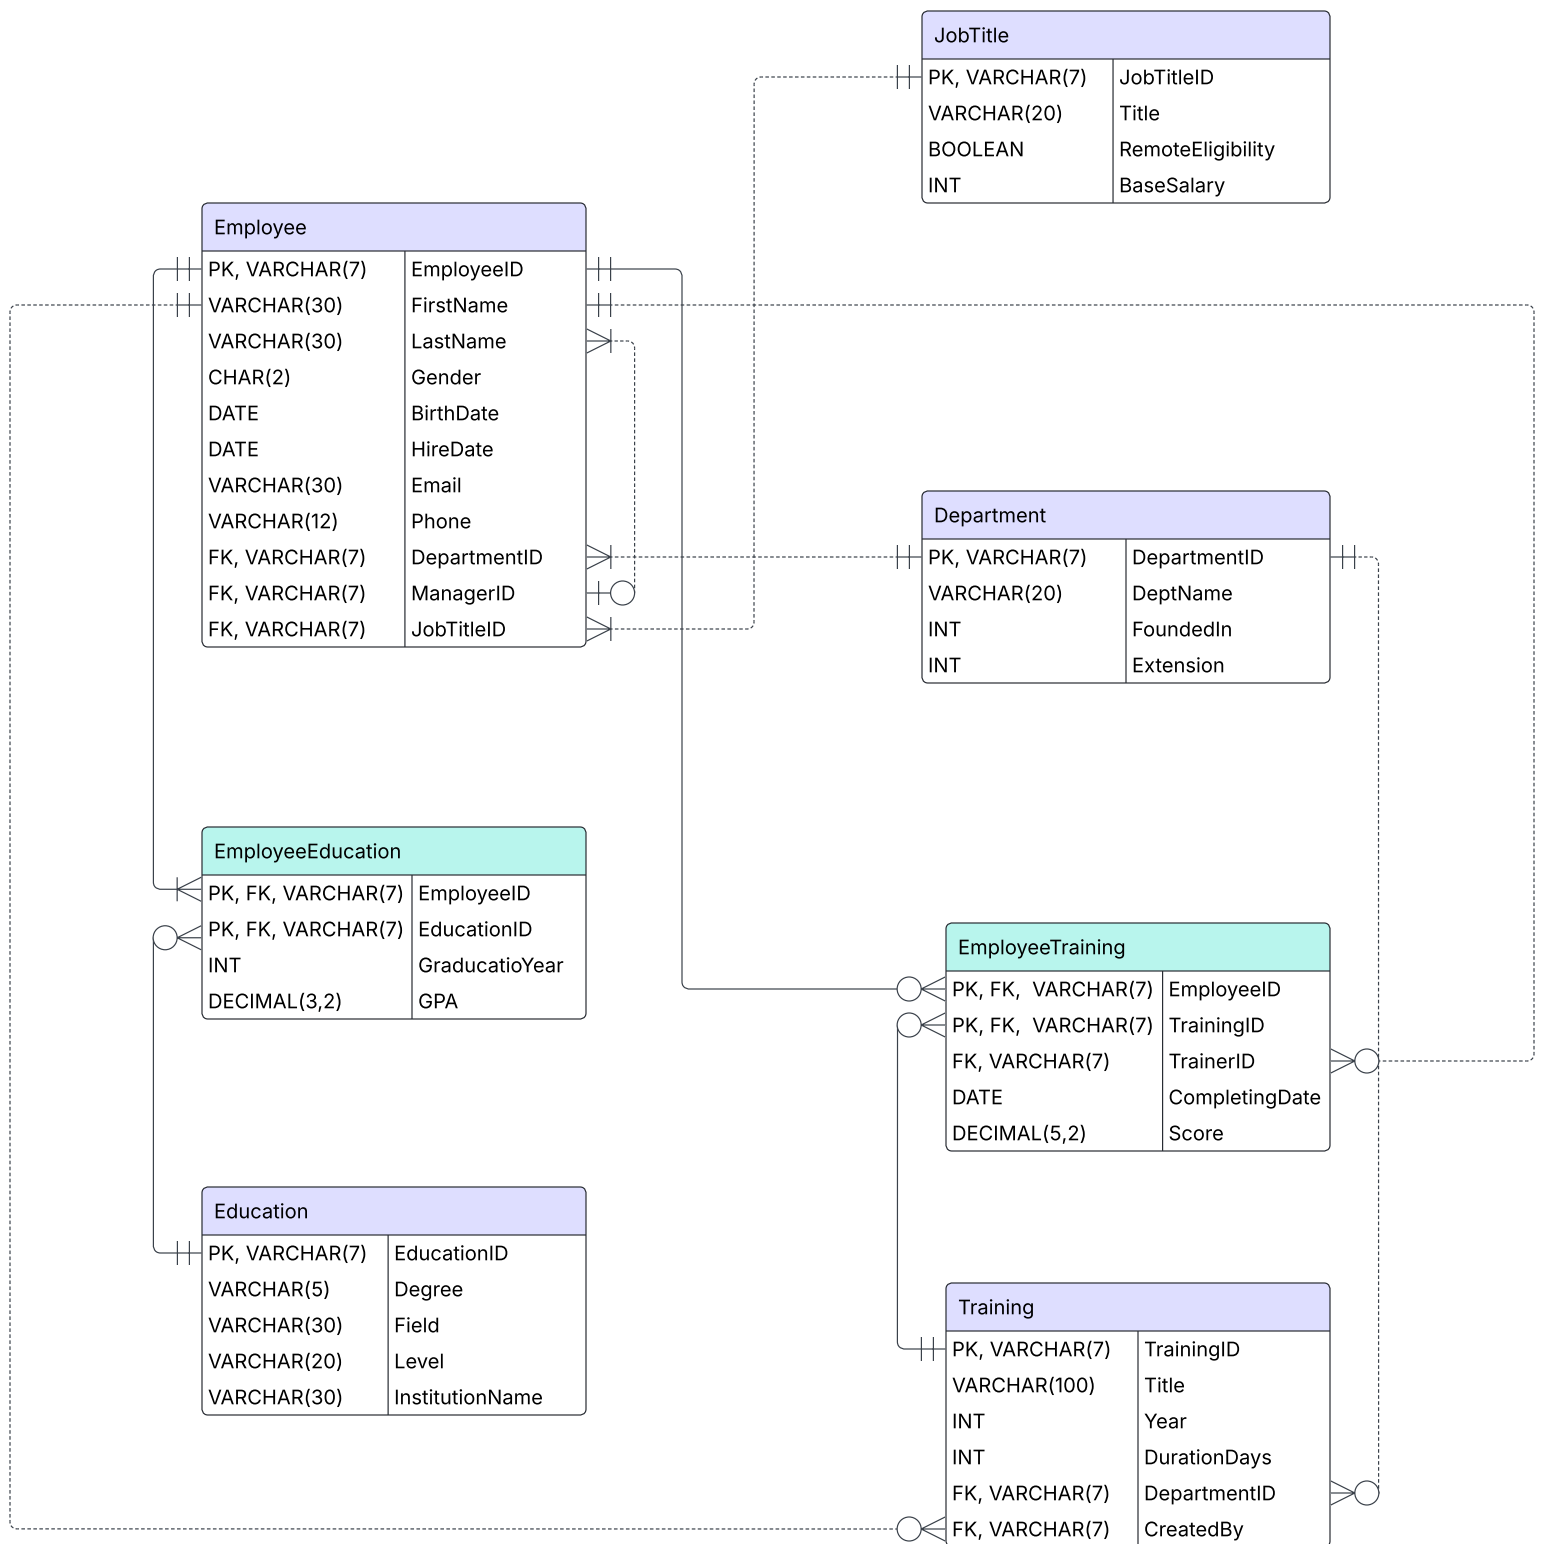 JobTitle
PK, VARCHAR(7) JobTitleID
VARCHAR(20) Title
BOOLEAN RemoteEligibility
INT BaseSalary
Employee
PK, VARCHAR(7) EmployeeID
VARCHAR(30) FirstName
VARCHAR(30) LastName
CHAR(2) Gender
DATE BirthDate
DATE HireDate
VARCHAR(30) Email
VARCHAR(12) Phone
FK, VARCHAR(7) DepartmentID
FK, VARCHAR(7) ManagerID
FK, VARCHAR(7) JobTitleID
Department
PK, VARCHAR(7) DepartmentID
VARCHAR(20) DeptName
INT FoundedIn
INT Extension
EmployeeEducation
PK, FK, VARCHAR(7) EmployeeID
PK, FK, VARCHAR(7) EducationID
INT GraducatioYear
DECIMAL(3,2) GPA
EmployeeTraining
PK, FK, VARCHAR(7) EmployeeID
PK, FK, VARCHAR(7) TrainingID
FK, VARCHAR(7) TrainerID
DATE CompletingDate
DECIMAL(5,2) Score
Education
PK, VARCHAR(7) EducationID
VARCHAR(5) Degree
VARCHAR(30) Field
VARCHAR(20) Level
VARCHAR(30) InstitutionName
Training
PK, VARCHAR(7) TrainingID
VARCHAR(100) Title
INT Year
INT DurationDays
FK, VARCHAR(7) DepartmentID
FK, VARCHAR(7) CreatedBy